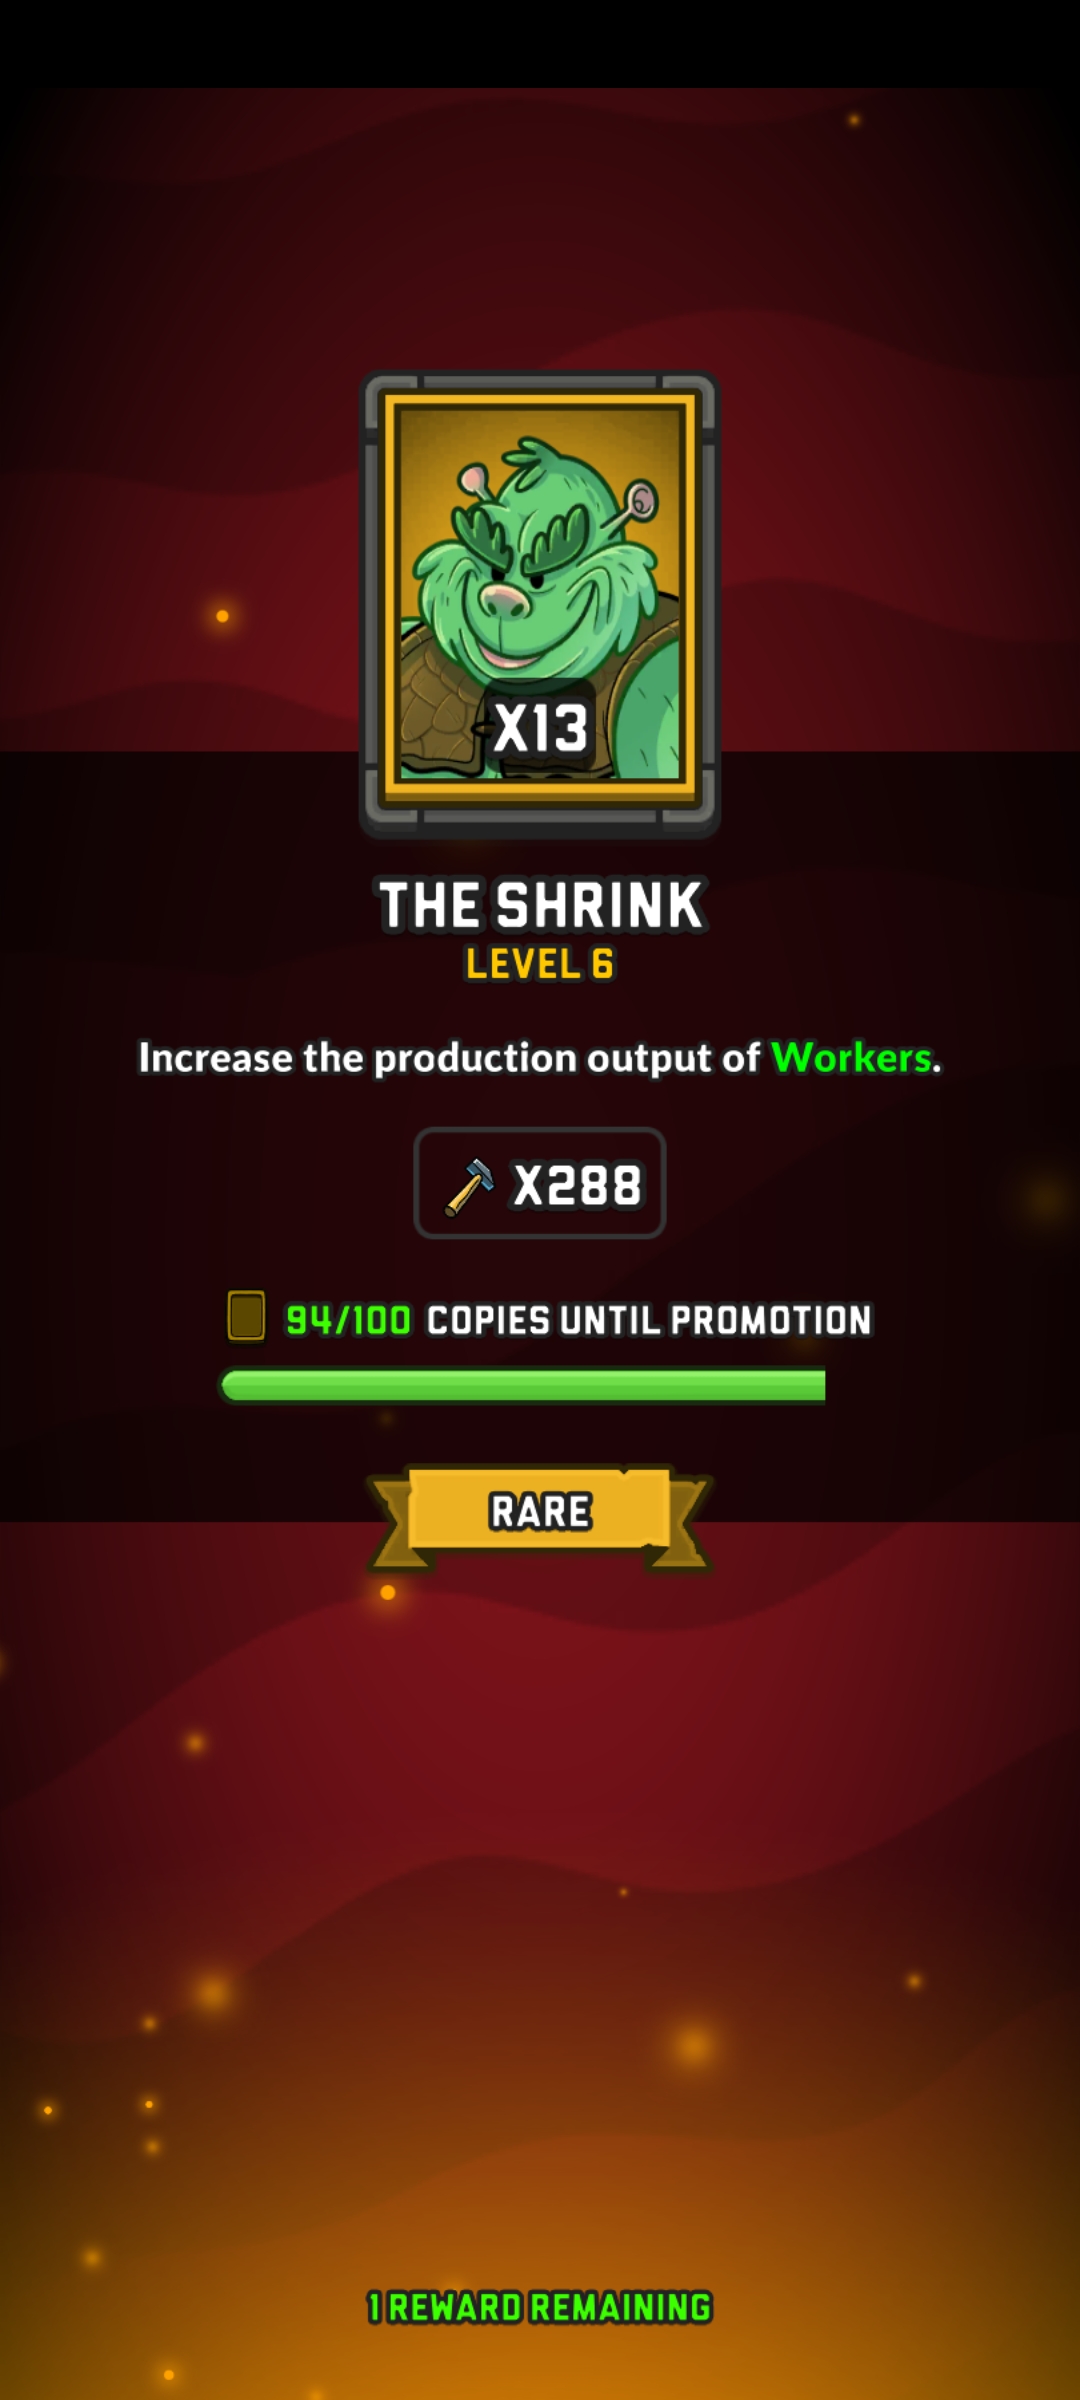 X13
THE SHRINK
LEVEL 6
Increase the production output of Workers.
X288
94/100 COPIES UNTIL PROMOTION
RARE
1 REWARD REMAINING